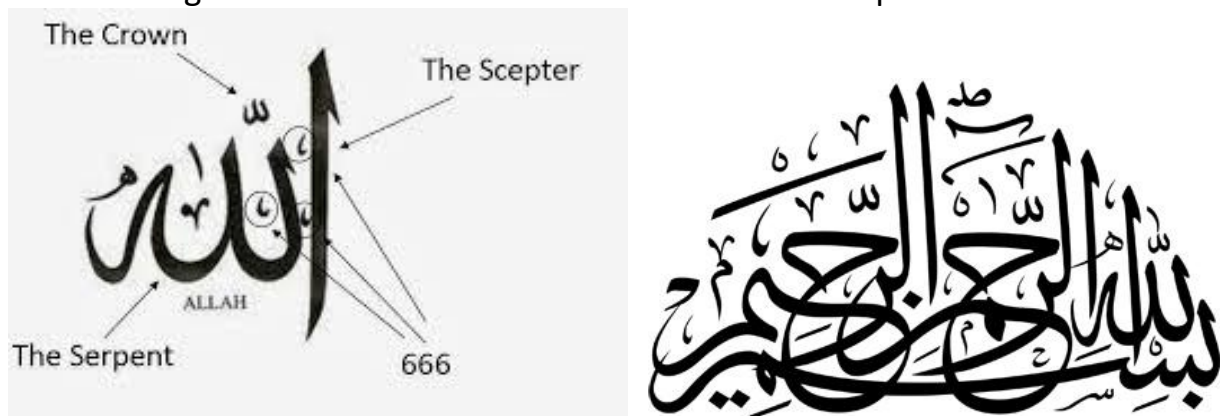 The Crown
The Scepter
الله
ALLAH
The Serpent
666
بسم الله الرحمن الرحيم